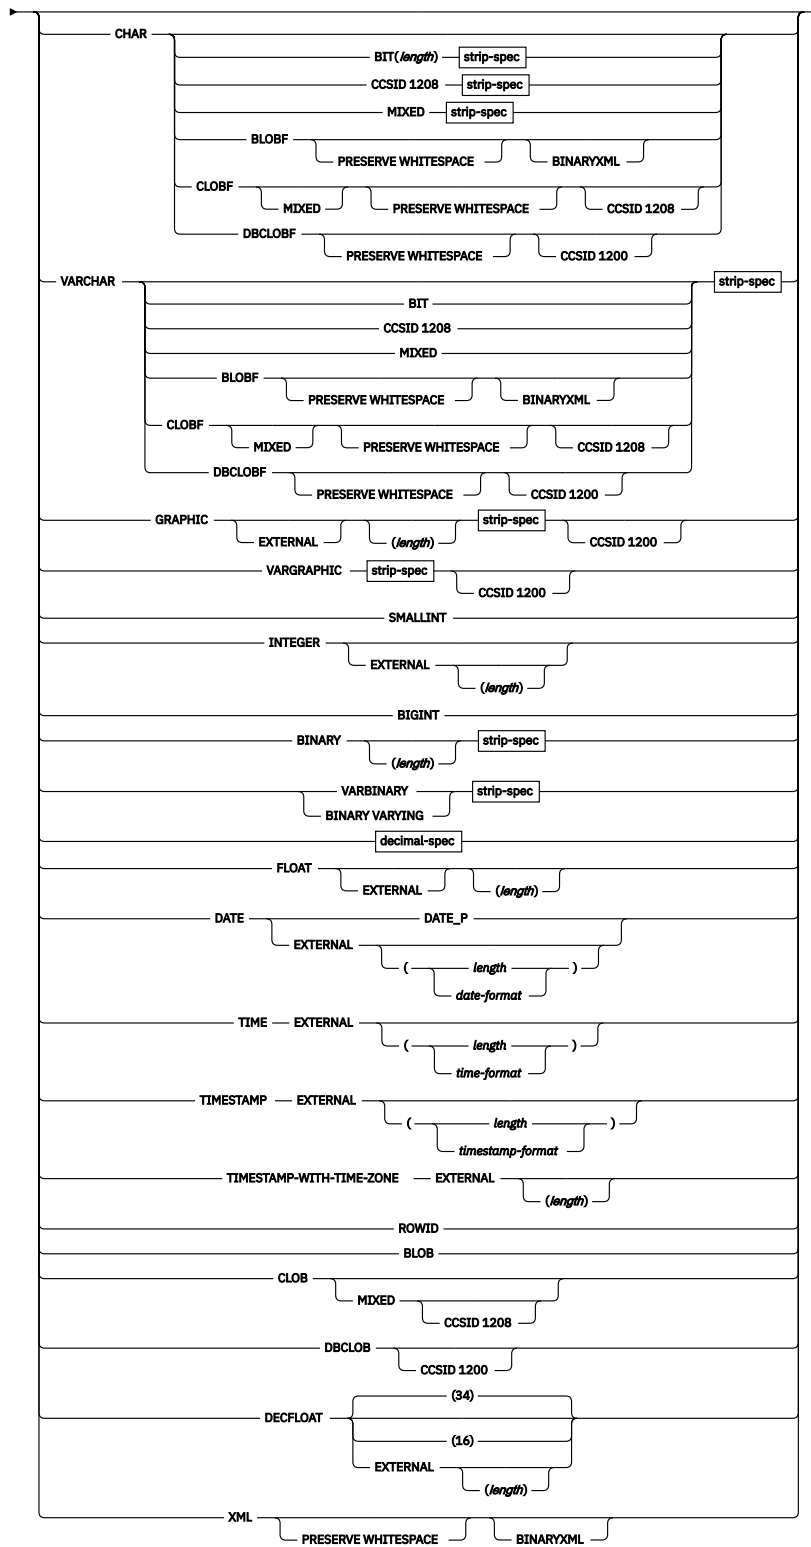 CHAR
BIT(length) strip-spec
CCSID 1208 strip-spec
MIXED strip-spec
BLOBF
PRESERVE WHITESPACE BINARYXML
CLOBF
MIXED PRESERVE WHITESPACE CCSID 1208
DBCLOBF
PRESERVE WHITESPACE CCSID 1200
VARCHAR strip-spec
BIT
CCSID 1208
MIXED
BLOBF
PRESERVE WHITESPACE BINARYXML
CLOBF
MIXED PRESERVE WHITESPACE CCSID 1208
DBCLOBF
PRESERVE WHITESPACE CCSID 1200
GRAPHIC strip-spec
EXTERNAL (length) CCSID 1200
VARGRAPHIC strip-spec
CCSID 1200
SMALLINT
INTEGER
EXTERNAL
(length)
BIGINT
BINARY strip-spec
(length)
VARBINARY strip-spec
BINARY VARYING
decimal-spec
FLOAT
EXTERNAL (length)
DATE DATE_P
EXTERNAL
( length )
date-format
TIME EXTERNAL
( length )
time-format
TIMESTAMP EXTERNAL
( length )
timestamp-format
TIMESTAMP-WITH-TIME-ZONE EXTERNAL
(length)
ROWID
BLOB
CLOB
MIXED
CCSID 1208
DBCLOB
CCSID 1200
(34)
DECFLOAT
(16)
EXTERNAL
(length)
XML
PRESERVE WHITESPACE BINARYXML